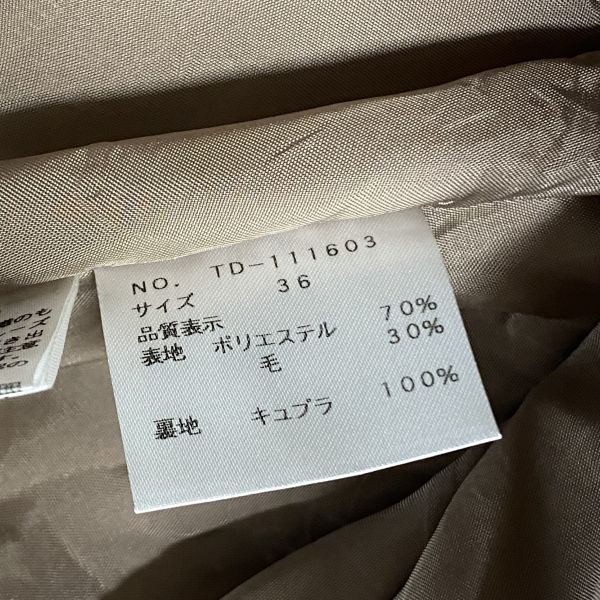 NO. TD-111603
サイズ 36
品質表示
表地 ポリエステル 70%
毛 30%
裏地 キュプラ 100%